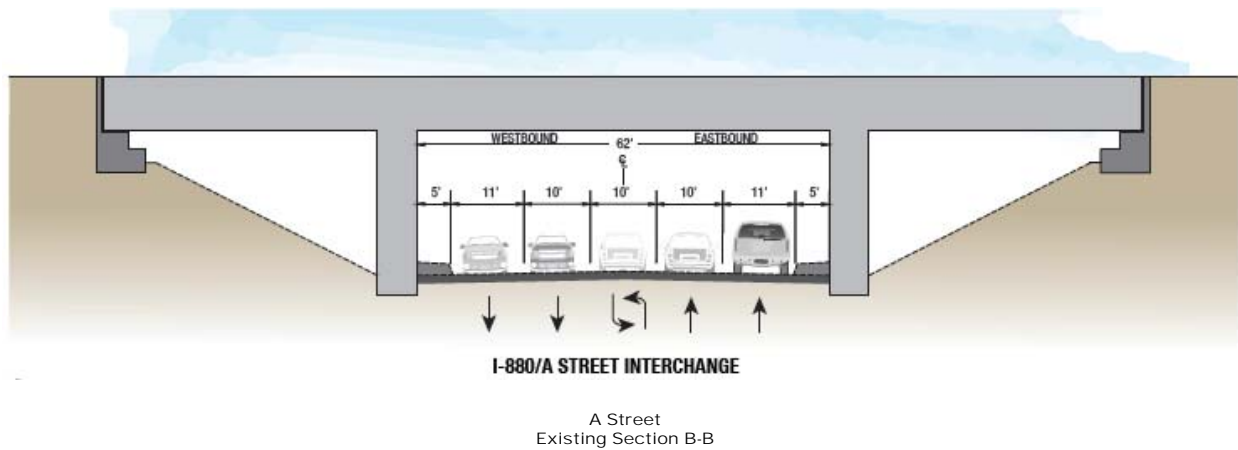 WESTBOUND 62' EASTBOUND
℄
5' 11' 10' 10' 10' 11' 5'
I-880/A STREET INTERCHANGE
A Street
Existing Section B-B